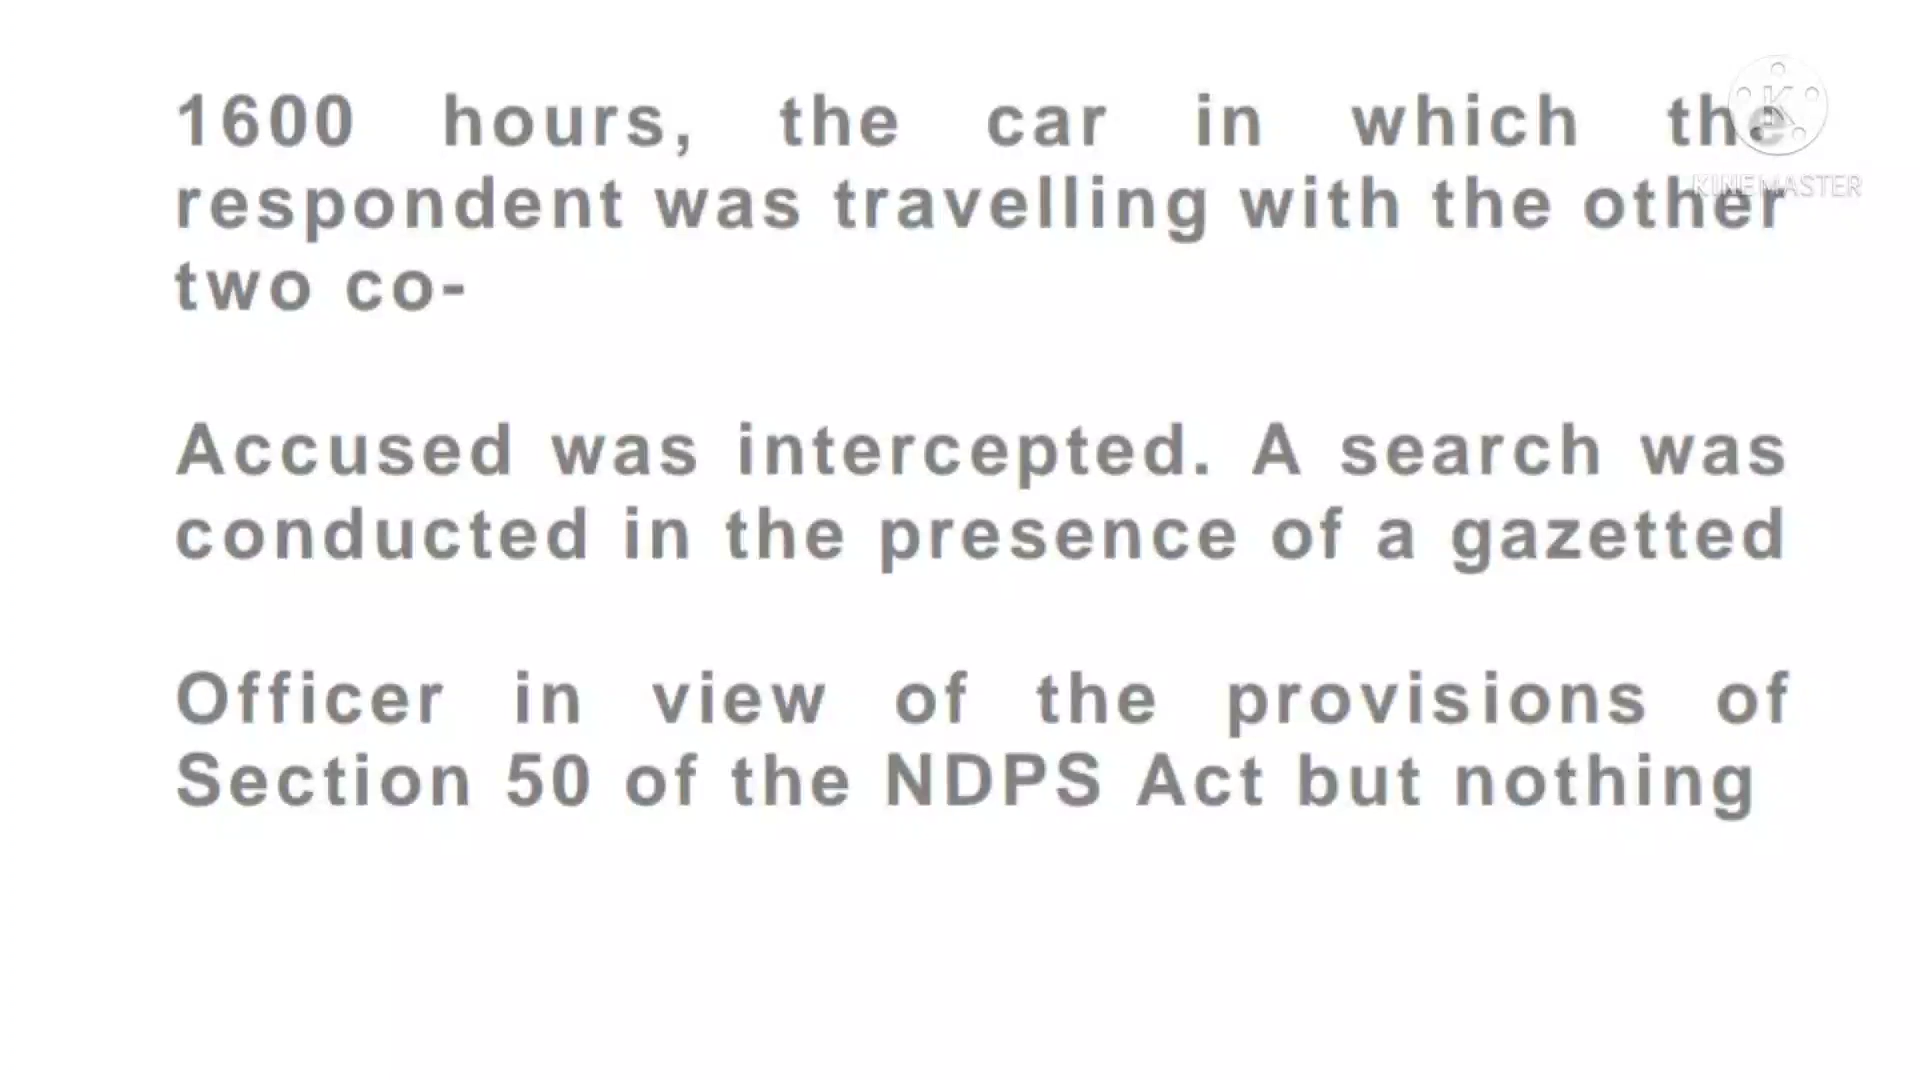 1600 hours, the car in which the
respondent was travelling with the other
two co-
Accused was intercepted. A search was
conducted in the presence of a gazetted
Officer in view of the provisions of
Section 50 of the NDPS Act but nothing
K
KINEMASTER